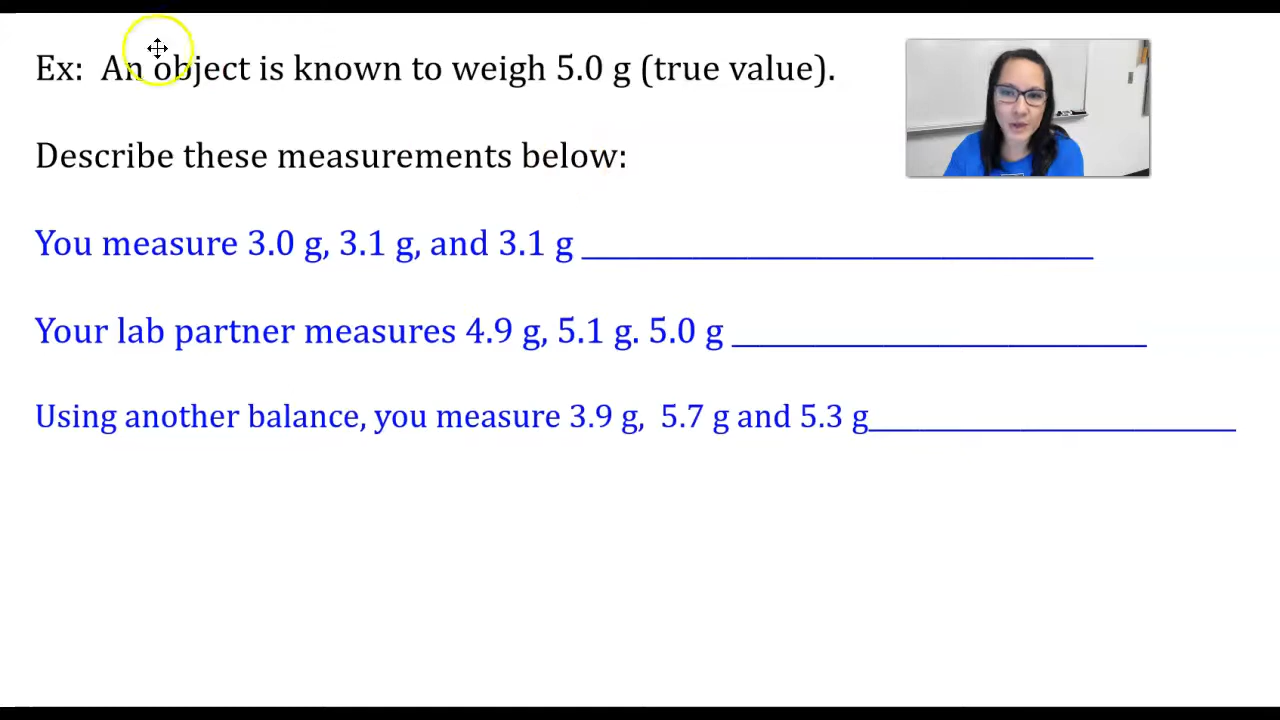 Ex: An object is known to weigh 5.0 g (true value).
Describe these measurements below:
You measure 3.0 g, 3.1 g, and 3.1 g ______________________________
Your lab partner measures 4.9 g, 5.1 g. 5.0 g ________________________
Using another balance, you measure 3.9 g, 5.7 g and 5.3 g______________________